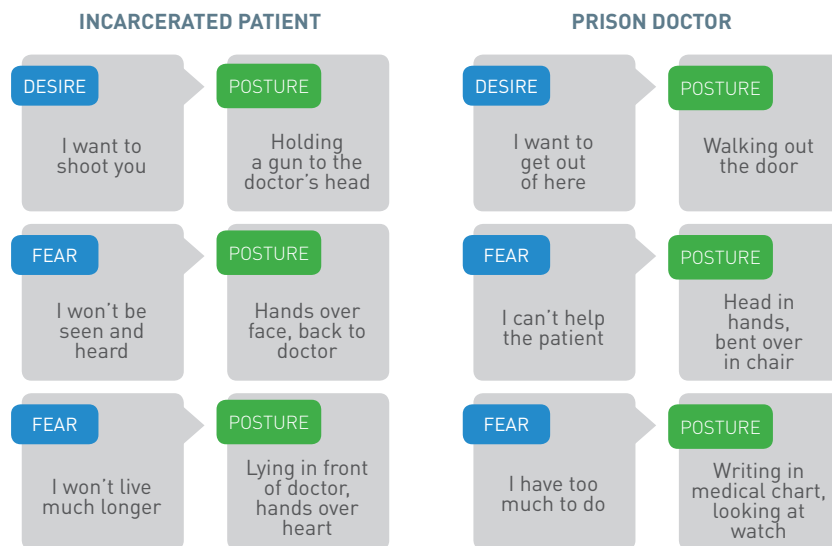 INCARCERATED PATIENT
DESIRE
I want to
shoot you
POSTURE
Holding
a gun to the
doctor’s head
FEAR
I won’t be
seen and
heard
POSTURE
Hands over
face, back to
doctor
FEAR
I won’t live
much longer
POSTURE
Lying in front
of doctor,
hands over
heart
PRISON DOCTOR
DESIRE
I want to
get out
of here
POSTURE
Walking out
the door
FEAR
I can’t help
the patient
POSTURE
Head in
hands,
bent over
in chair
FEAR
I have too
much to do
POSTURE
Writing in
medical chart,
looking at
watch